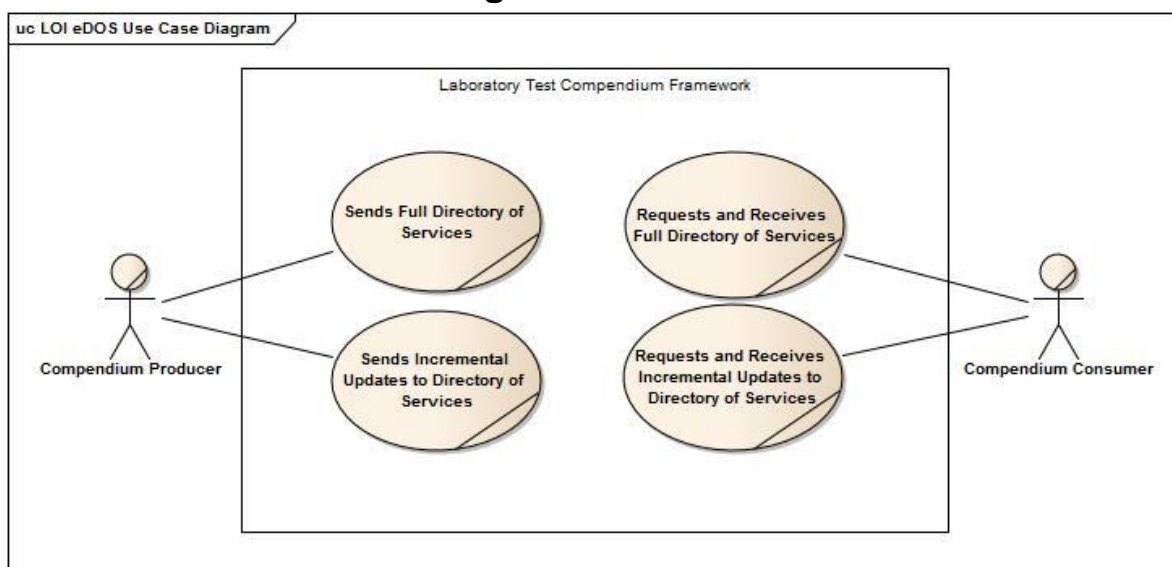 uc LOI eDOS Use Case Diagram
Laboratory Test Compendium Framework
Sends Full Directory of
Services
Requests and Receives
Full Directory of Services
Sends Incremental
Updates to Directory of
Services
Requests and Receives
Incremental Updates to
Directory of Services
Compendium Producer
Compendium Consumer